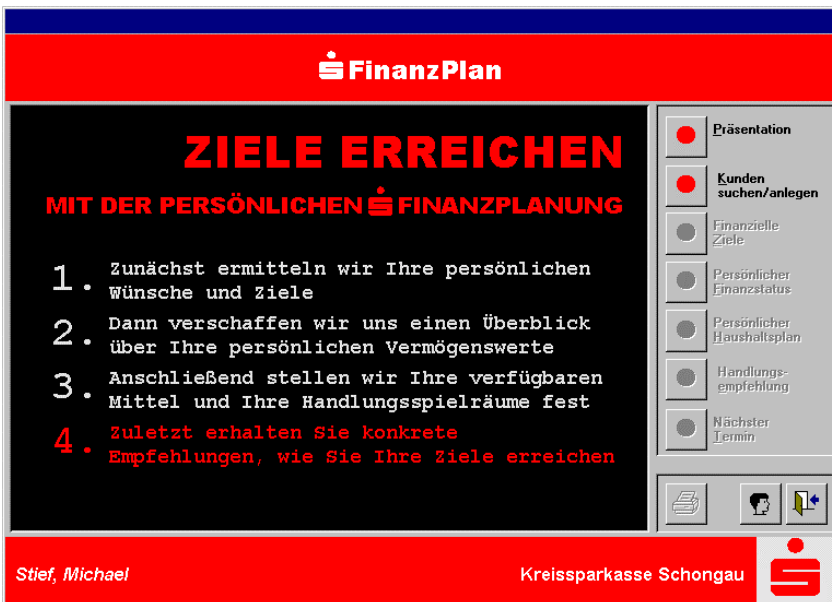 FinanzPlan
ZIELE ERREICHEN
MIT DER PERSÖNLICHEN S FINANZPLANUNG
1. Zunächst ermitteln wir Ihre persönlichen
Wünsche und Ziele
2. Dann verschaffen wir uns einen Überblick
über Ihre persönlichen Vermögenswerte
3. Anschließend stellen wir Ihre verfügbaren
Mittel und Ihre Handlungsspielräume fest
4. Zuletzt erhalten Sie konkrete
Empfehlungen, wie Sie Ihre Ziele erreichen
Präsentation
Kunden
suchen/anlegen
Finanzielle
Ziele
Persönlicher
Finanzstatus
Persönlicher
Haushaltsplan
Handlungs-
empfehlung
Nächster
Termin
Stief, Michael
Kreissparkasse Schongau